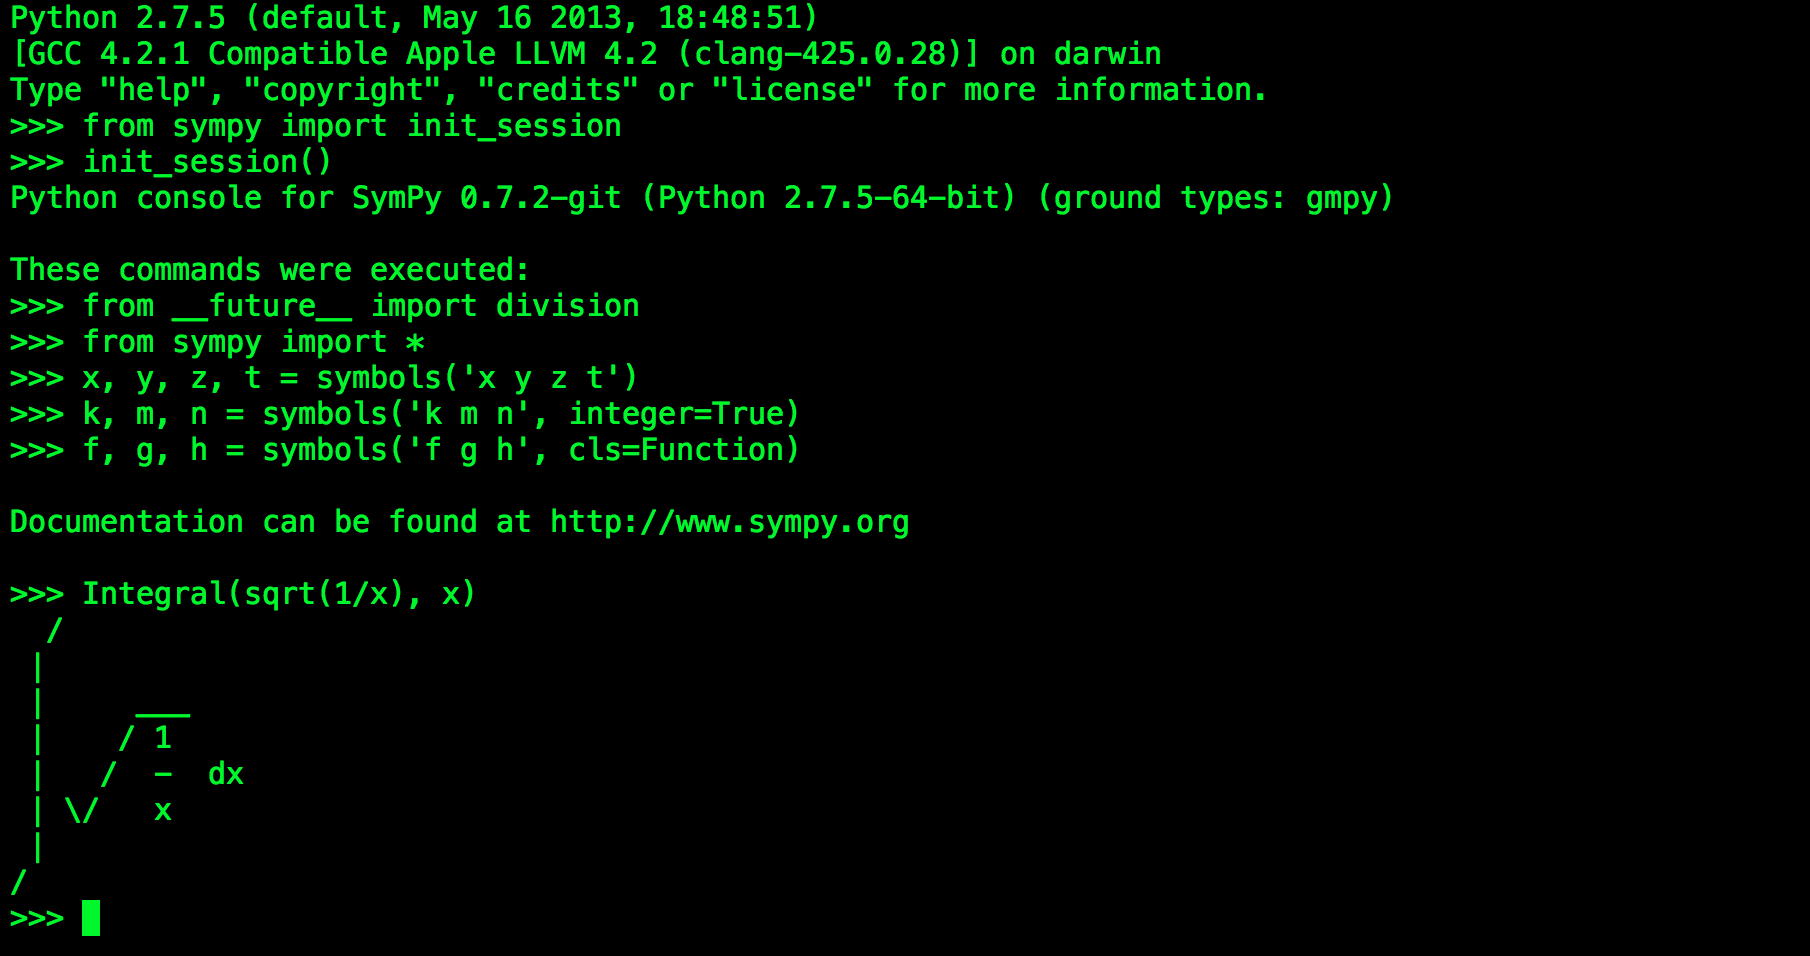 Python 2.7.5 (default, May 16 2013, 18:48:51)
[GCC 4.2.1 Compatible Apple LLVM 4.2 (clang-425.0.28)] on darwin
Type "help", "copyright", "credits" or "license" for more information.
>>> from sympy import init_session
>>> init_session()
Python console for SymPy 0.7.2-git (Python 2.7.5-64-bit) (ground types: gmpy)

These commands were executed:
>>> from __future__ import division
>>> from sympy import *
>>> x, y, z, t = symbols('x y z t')
>>> k, m, n = symbols('k m n', integer=True)
>>> f, g, h = symbols('f g h', cls=Function)

Documentation can be found at http://www.sympy.org

>>> Integral(sqrt(1/x), x)
  /
 |
 |     ___
 |    / 1
 |   /  -  dx
 | \/   x
 |
/
>>>